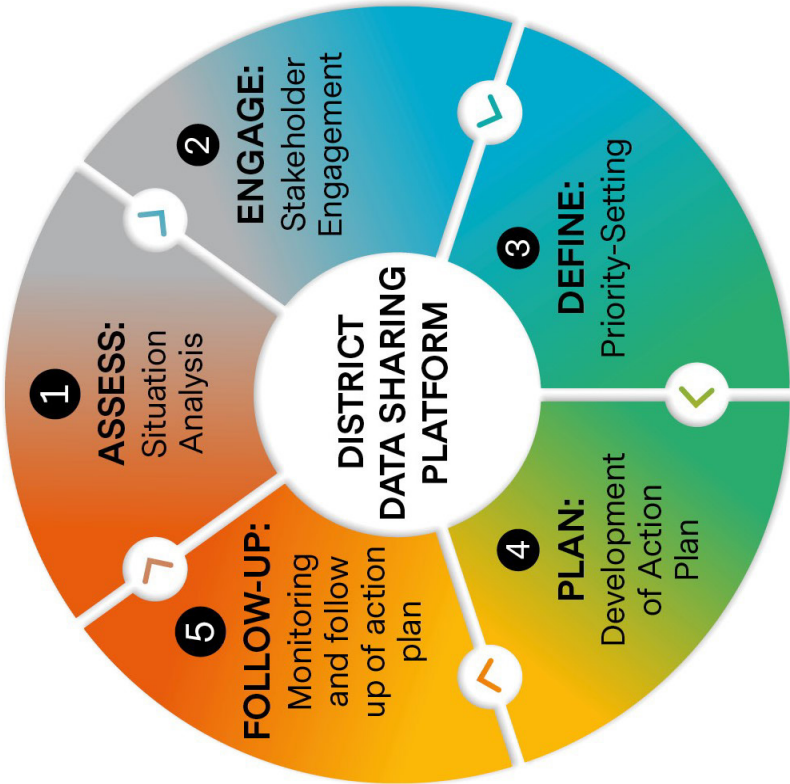 DISTRICT
DATA SHARING
PLATFORM
1
ASSESS:
Situation
Analysis
2
ENGAGE:
Stakeholder
Engagement
3
DEFINE:
Priority-Setting
4
PLAN:
Development
of Action
Plan
5
FOLLOW-UP:
Monitoring
and follow
up of action
plan